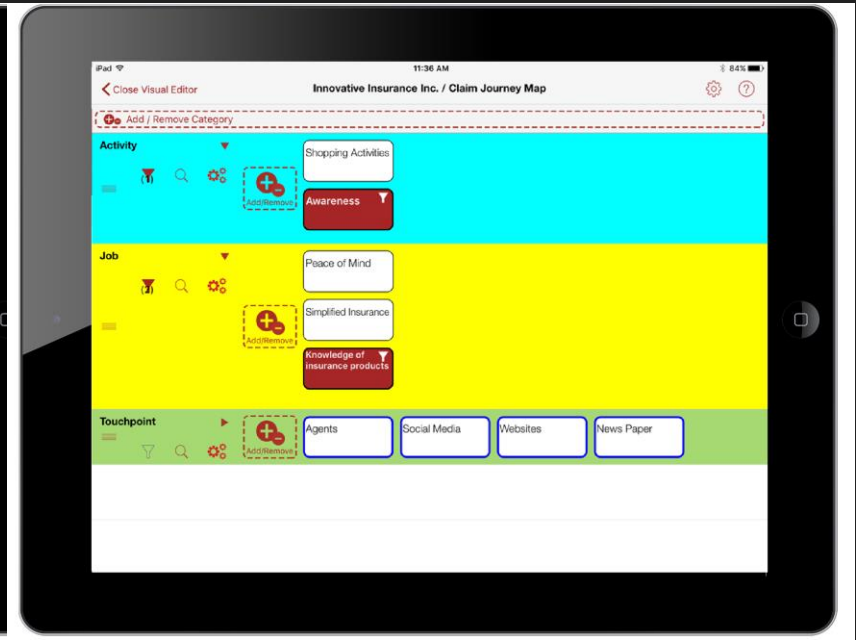 iPad
11:36 AM
84%
Close Visual Editor
Innovative Insurance Inc. / Claim Journey Map
?
Add / Remove Category
Activity
(1)
Add/Remove
Shopping Activities
Awareness
Job
Add/Remove
Peace of Mind
Simplified Insurance
Knowledge of
insurance products
Touchpoint
Add/Remove
Agents
Social Media
Websites
News Paper